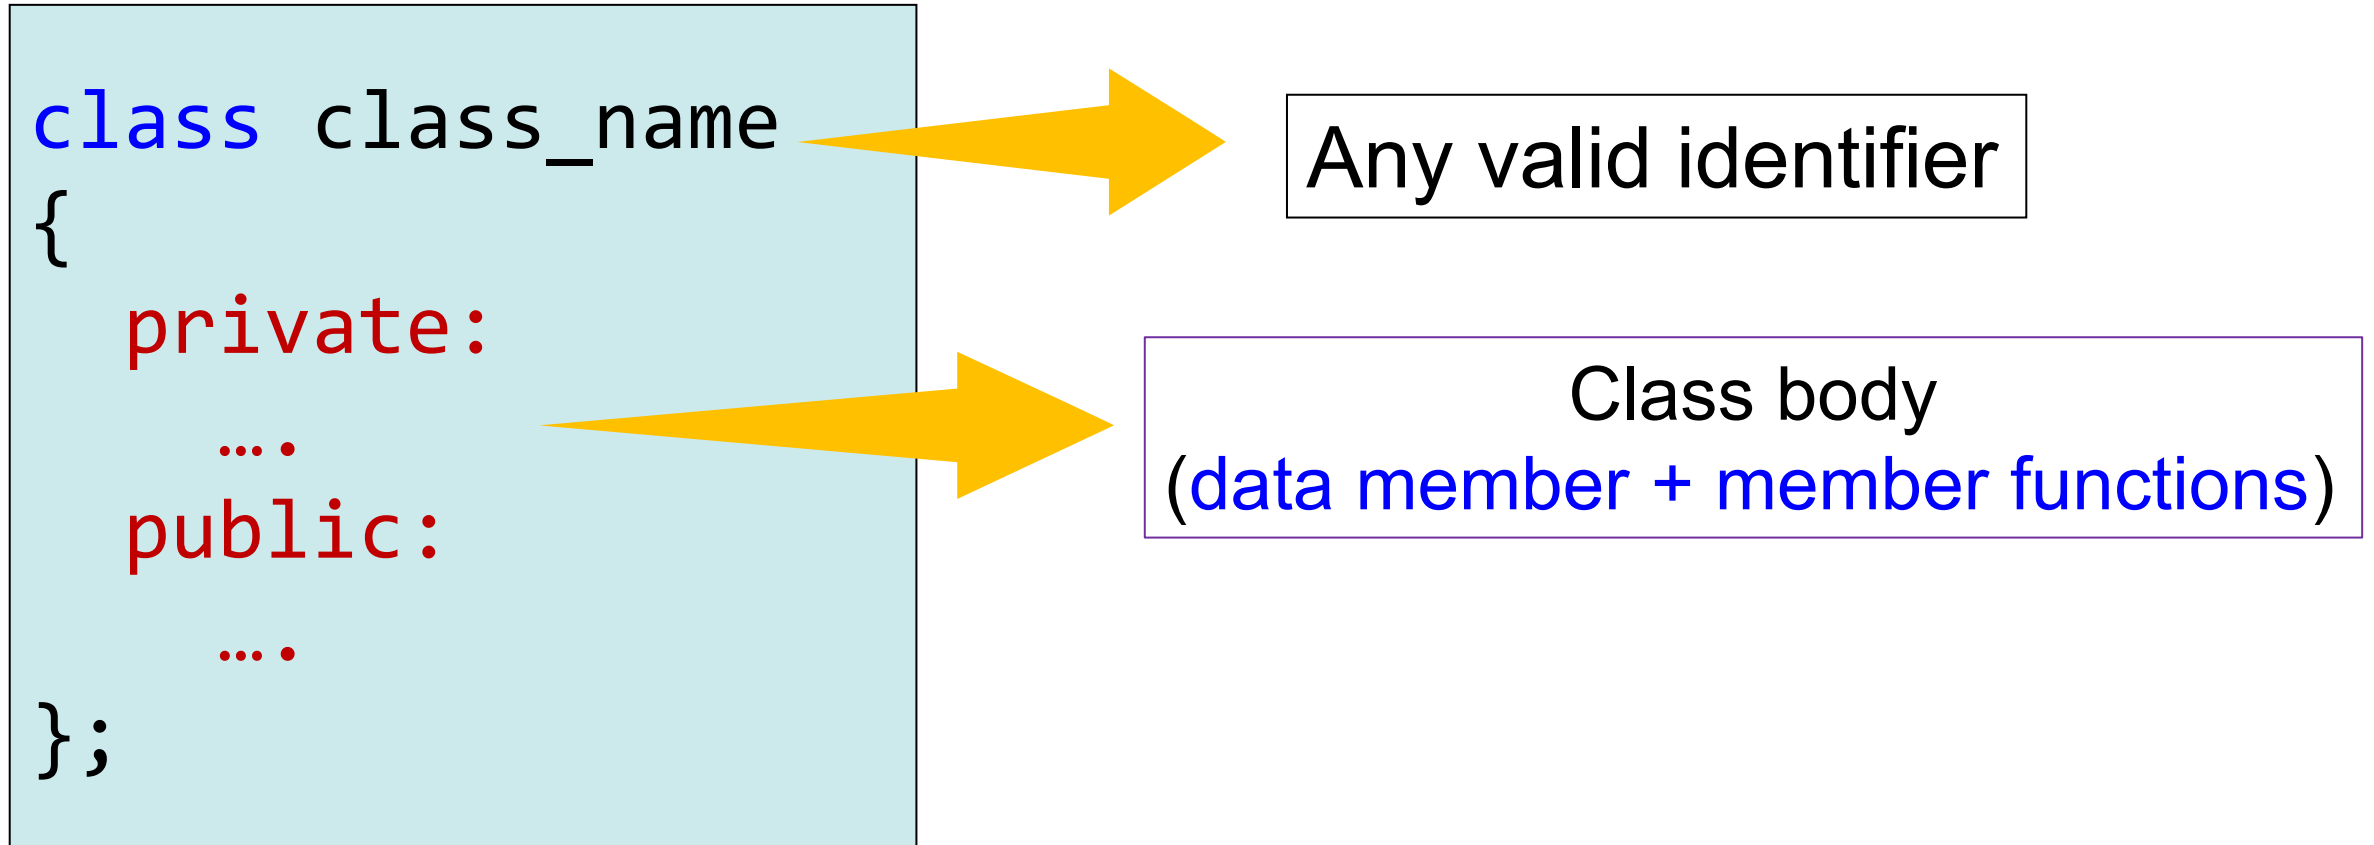 class class_name
{
private:
….
public:
….
};
Any valid identifier
Class body
(data member + member functions)